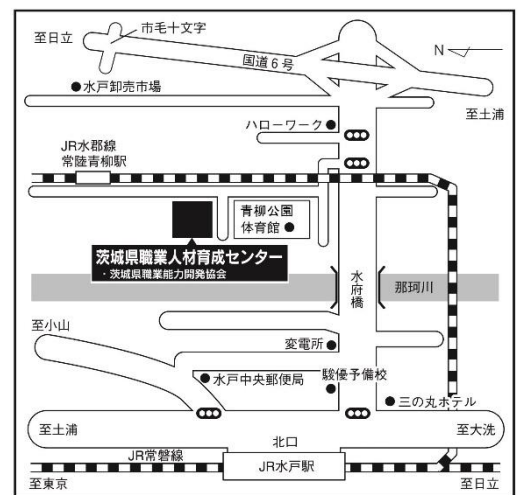 市毛十文字
至日立
国道6号
N
水戸卸売市場
至土浦
ハローワーク
JR水郡線
常陸青柳駅
青柳公園
体育館
茨城県職業人材育成センター
・茨城県職業能力開発協会
水府橋
那珂川
至小山
変電所
水戸中央郵便局
駿優予備校
三の丸ホテル
至土浦
至大洗
北口
JR常磐線
JR水戸駅
至東京
至日立